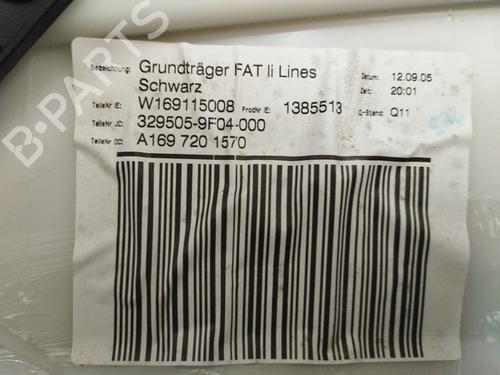 Bezeichnung: Grundträger FAT li Lines Datum: 12.09.05
Schwarz Zeit: 20:01
TeileNr IE: W169115008 ProdNr IE: 1385513 Q-Stand: Q11
TeileNr JC: 329505-9F04-000
TeileNr DC: A169 720 1570
B-PARTS